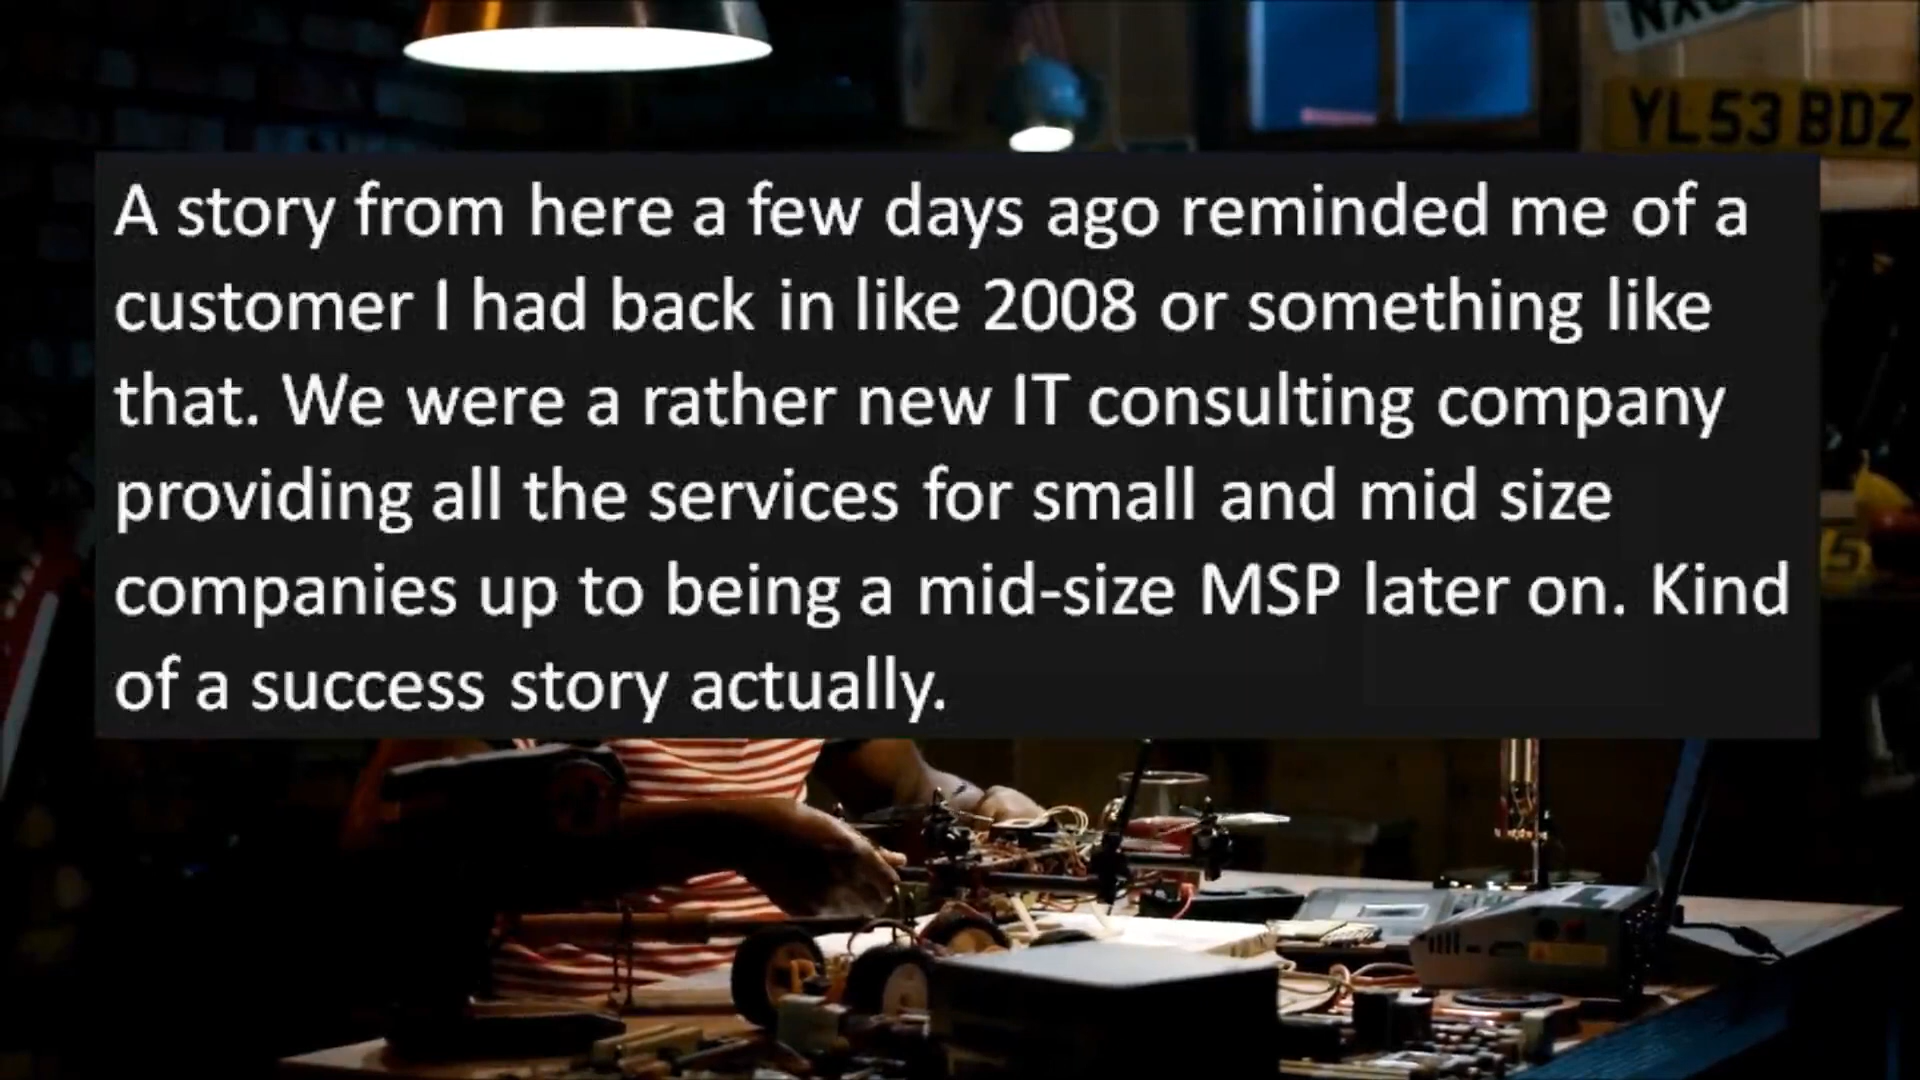 YL53 BDZ
A story from here a few days ago reminded me of a
customer I had back in like 2008 or something like
that. We were a rather new IT consulting company
providing all the services for small and mid size
companies up to being a mid-size MSP later on. Kind
of a success story actually.